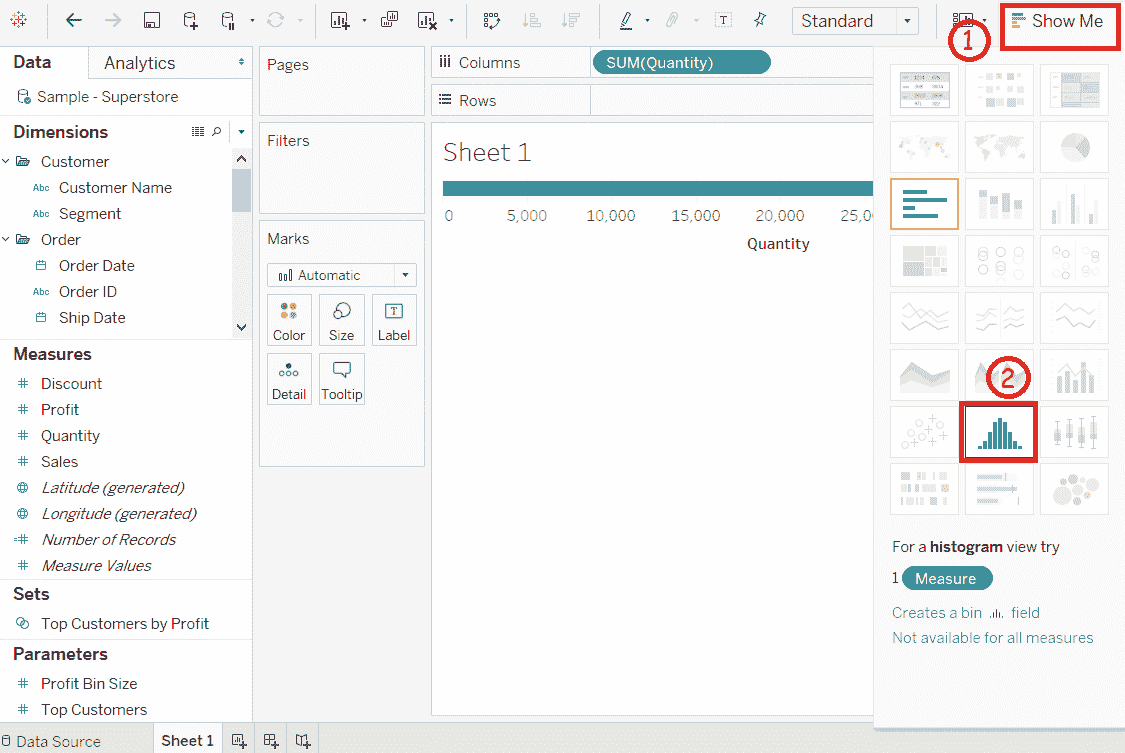 Standard
Show Me
1
Data
Analytics
Sample - Superstore
Dimensions
Customer
Abc Customer Name
Abc Segment
Order
Order Date
Abc Order ID
Ship Date
Measures
# Discount
# Profit
# Quantity
# Sales
Latitude (generated)
Longitude (generated)
=# Number of Records
# Measure Values
Sets
Top Customers by Profit
Parameters
# Profit Bin Size
# Top Customers
Pages
Filters
Marks
Automatic
Color
Size
T
Label
Detail
Tooltip
Columns
SUM(Quantity)
Rows
Sheet 1
0 5,000 10,000 15,000 20,000 25,0
Quantity
2
For a histogram view try
1 Measure
Creates a bin field
Not available for all measures
Data Source
Sheet 1